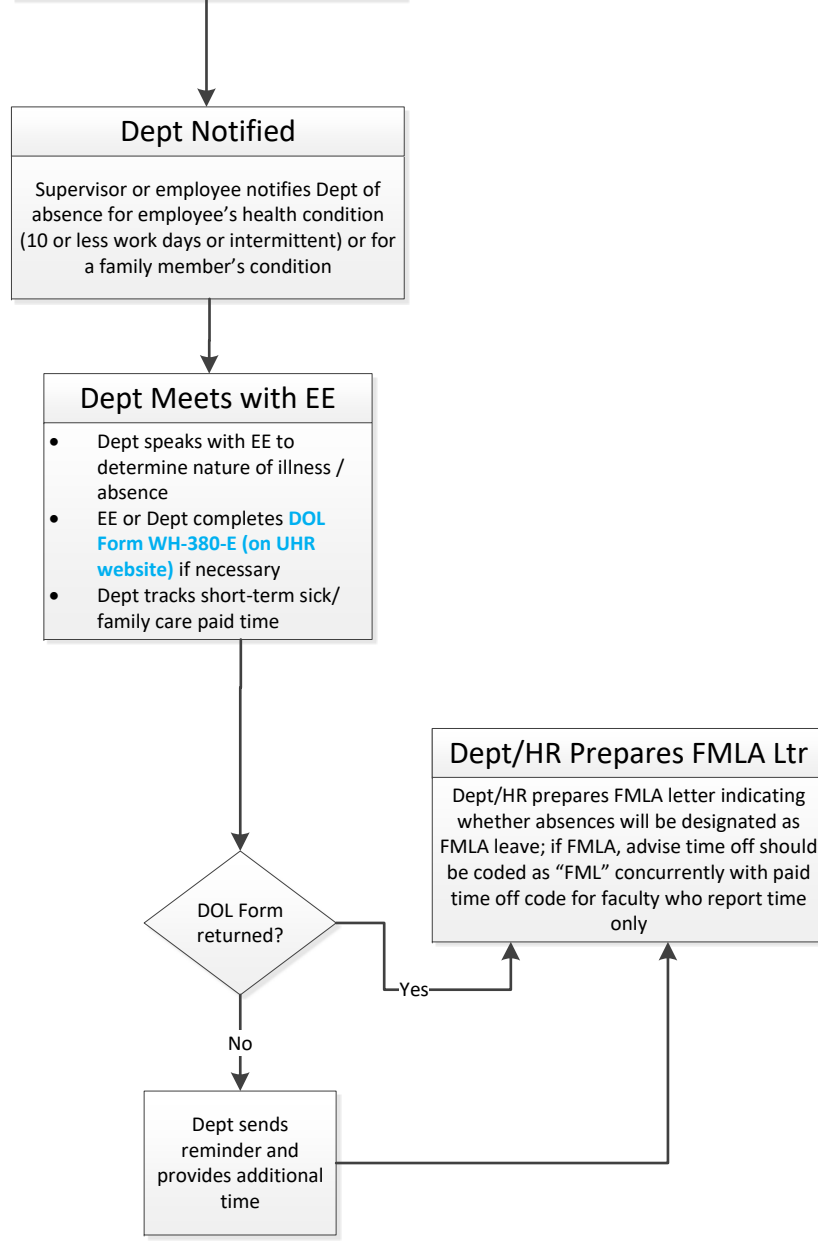 Dept Notified
Supervisor or employee notifies Dept of
absence for employee’s health condition
(10 or less work days or intermittent) or for
a family member’s condition
Dept Meets with EE
• Dept speaks with EE to
determine nature of illness /
absence
• EE or Dept completes DOL
Form WH-380-E (on UHR
website) if necessary
• Dept tracks short-term sick/
family care paid time
Dept/HR Prepares FMLA Ltr
Dept/HR prepares FMLA letter indicating
whether absences will be designated as
FMLA leave; if FMLA, advise time off should
be coded as “FML” concurrently with paid
time off code for faculty who report time
only
DOL Form
returned?
Yes
No
Dept sends
reminder and
provides additional
time